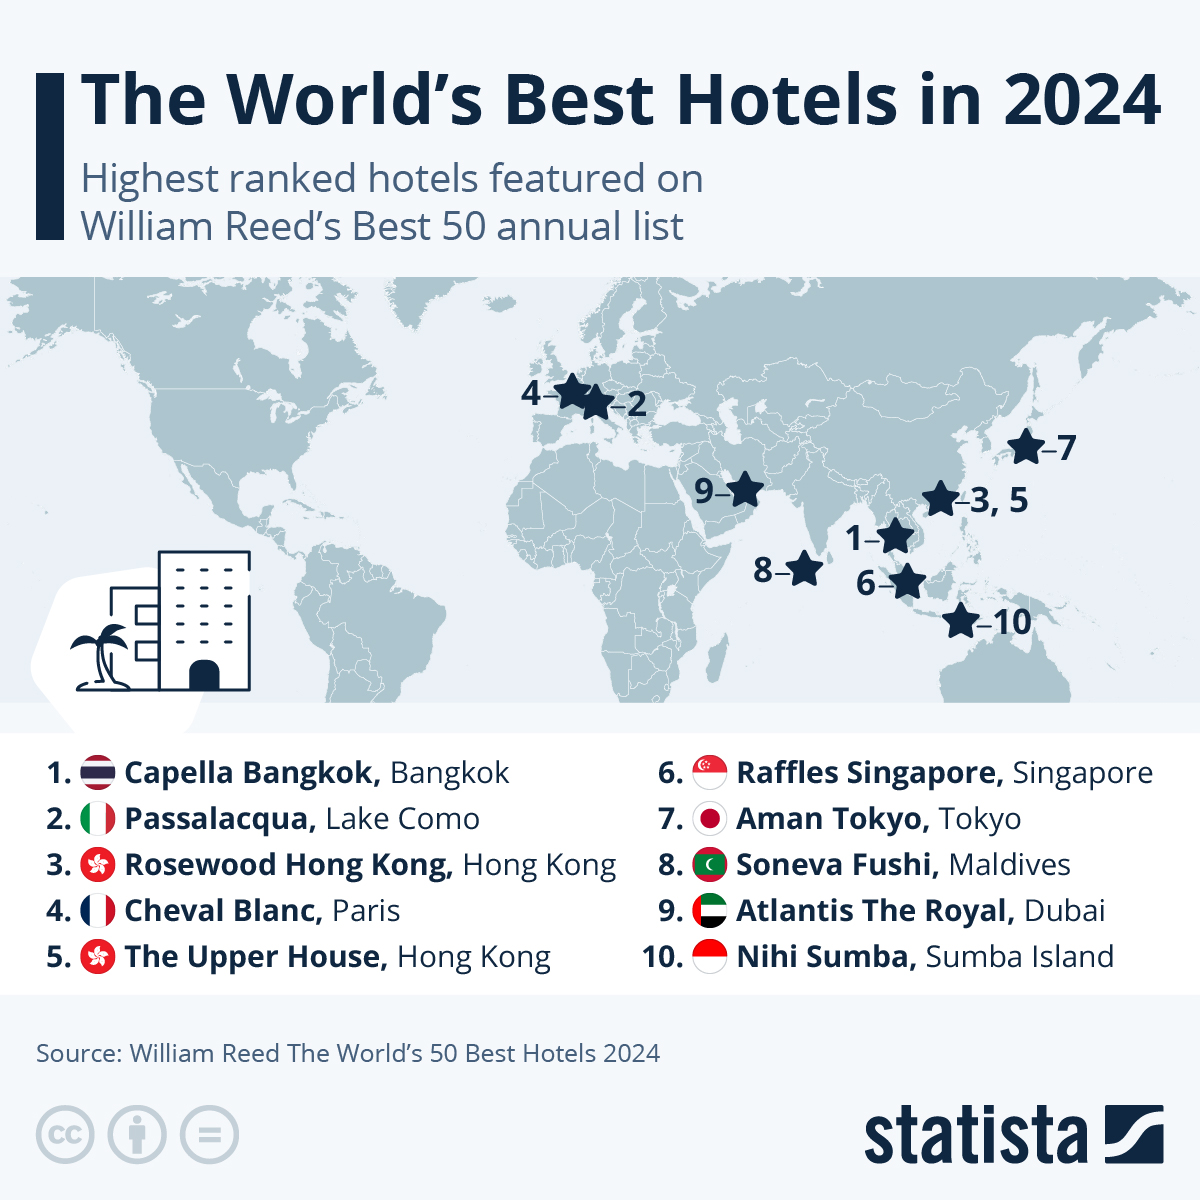 The World’s Best Hotels in 2024
Highest ranked hotels featured on
William Reed’s Best 50 annual list
4
2
7
9
3, 5
1
8
6
10
1. Capella Bangkok, Bangkok
2. Passalacqua, Lake Como
3. Rosewood Hong Kong, Hong Kong
4. Cheval Blanc, Paris
5. The Upper House, Hong Kong
6. Raffles Singapore, Singapore
7. Aman Tokyo, Tokyo
8. Soneva Fushi, Maldives
9. Atlantis The Royal, Dubai
10. Nihi Sumba, Sumba Island
Source: William Reed The World’s 50 Best Hotels 2024
cc
statista